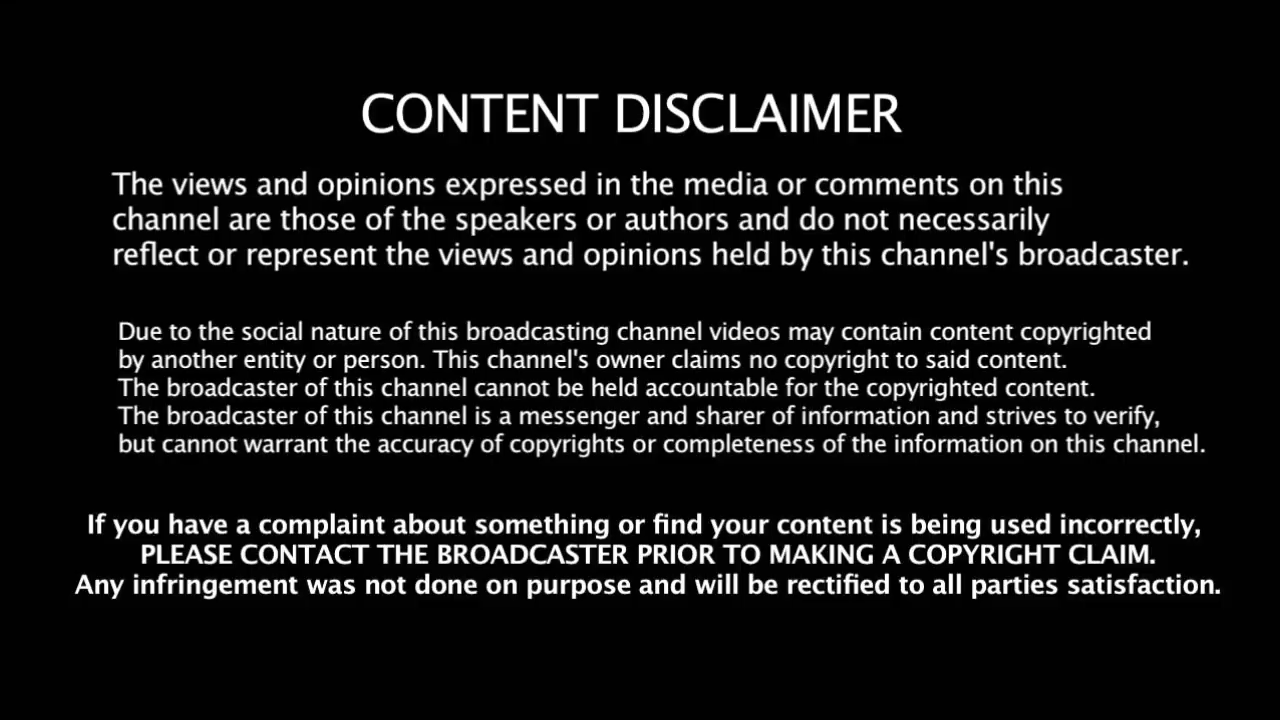 CONTENT DISCLAIMER
The views and opinions expressed in the media or comments on this
channel are those of the speakers or authors and do not necessarily
reflect or represent the views and opinions held by this channel's broadcaster.
Due to the social nature of this broadcasting channel videos may contain content copyrighted
by another entity or person. This channel's owner claims no copyright to said content.
The broadcaster of this channel cannot be held accountable for the copyrighted content.
The broadcaster of this channel is a messenger and sharer of information and strives to verify,
but cannot warrant the accuracy of copyrights or completeness of the information on this channel.
If you have a complaint about something or find your content is being used incorrectly,
PLEASE CONTACT THE BROADCASTER PRIOR TO MAKING A COPYRIGHT CLAIM.
Any infringement was not done on purpose and will be rectified to all parties satisfaction.